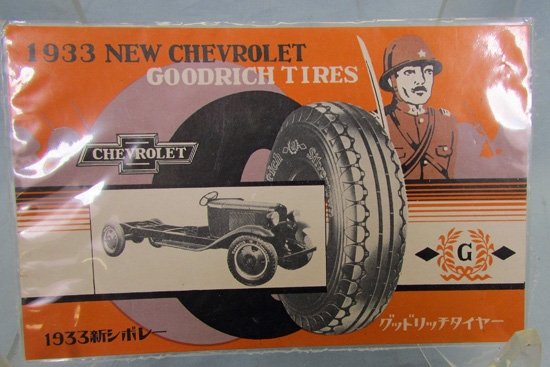 1933 NEW CHEVROLET
GOODRICH TIRES
CHEVROLET
G
1933新シボレー
グッドリッチタイヤー